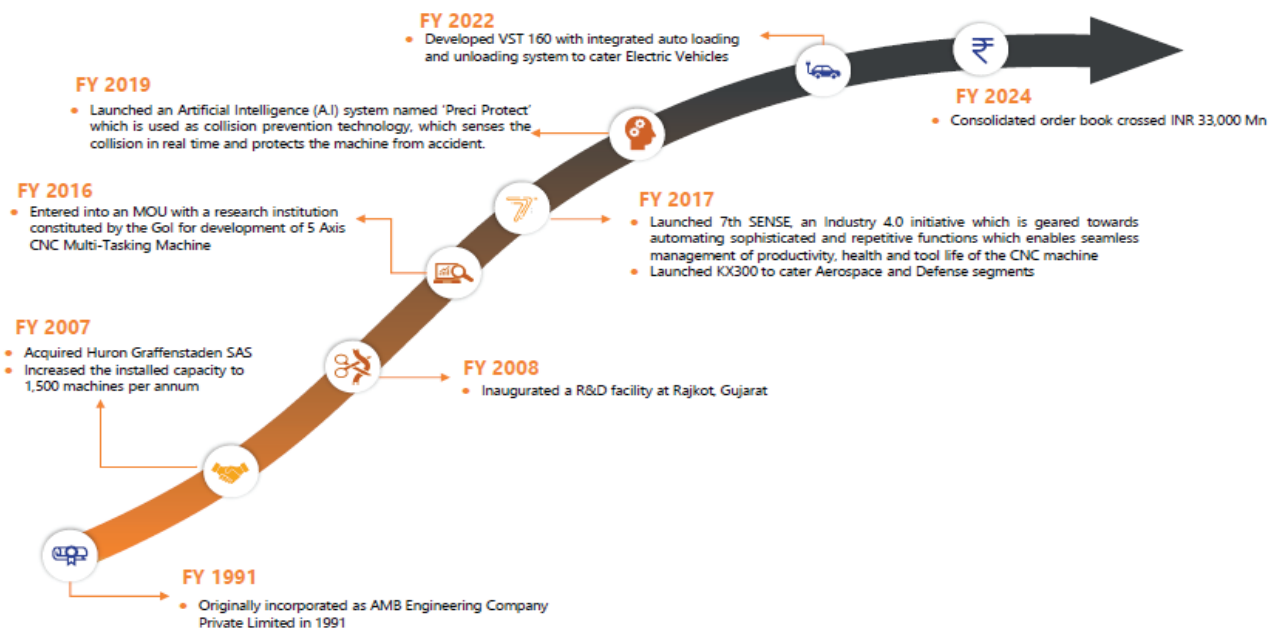 FY 2022
• Developed VST 160 with integrated auto loading
and unloading system to cater Electric Vehicles
FY 2019
• Launched an Artificial Intelligence (A.I) system named 'Preci Protect'
which is used as collision prevention technology, which senses the
collision in real time and protects the machine from accident.
₹
FY 2024
• Consolidated order book crossed INR 33,000 Mn
FY 2016
• Entered into an MOU with a research institution
constituted by the GoI for development of 5 Axis
CNC Multi-Tasking Machine
FY 2017
• Launched 7th SENSE, an Industry 4.0 initiative which is geared towards
automating sophisticated and repetitive functions which enables seamless
management of productivity, health and tool life of the CNC machine
• Launched KX300 to cater Aerospace and Defense segments
FY 2007
• Acquired Huron Graffenstaden SAS
• Increased the installed capacity to
1,500 machines per annum
FY 2008
• Inaugurated a R&D facility at Rajkot, Gujarat
FY 1991
• Originally incorporated as AMB Engineering Company
Private Limited in 1991